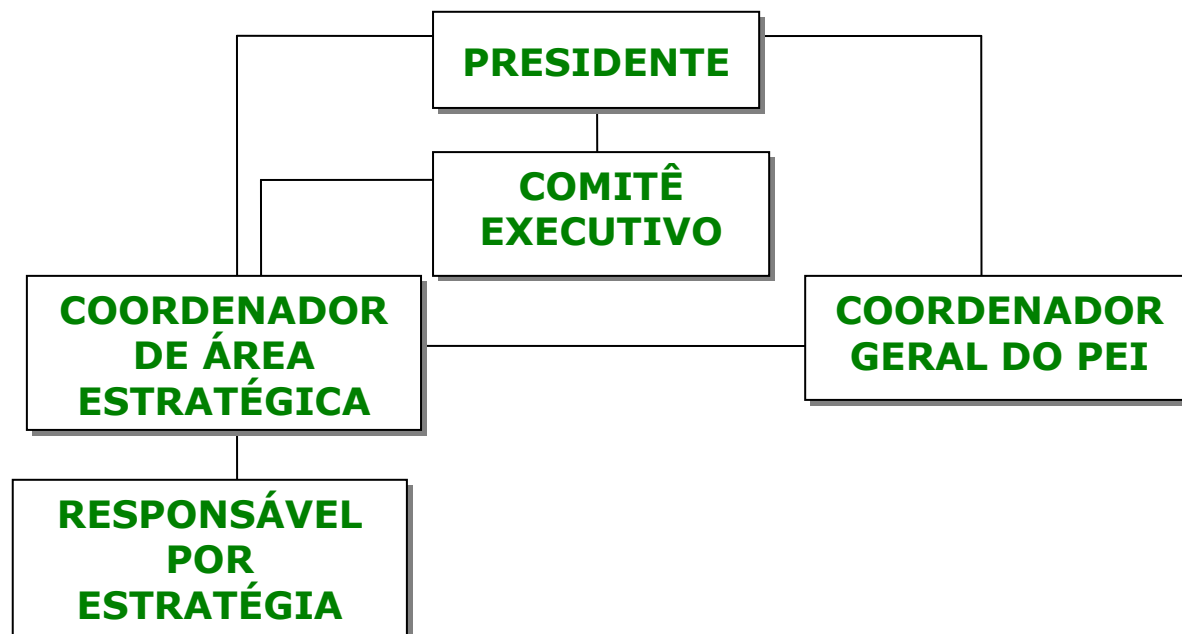 PRESIDENTE
COMITÊ
EXECUTIVO
COORDENADOR
DE ÁREA
ESTRATÉGICA
COORDENADOR
GERAL DO PEI
RESPONSÁVEL
POR
ESTRATÉGIA